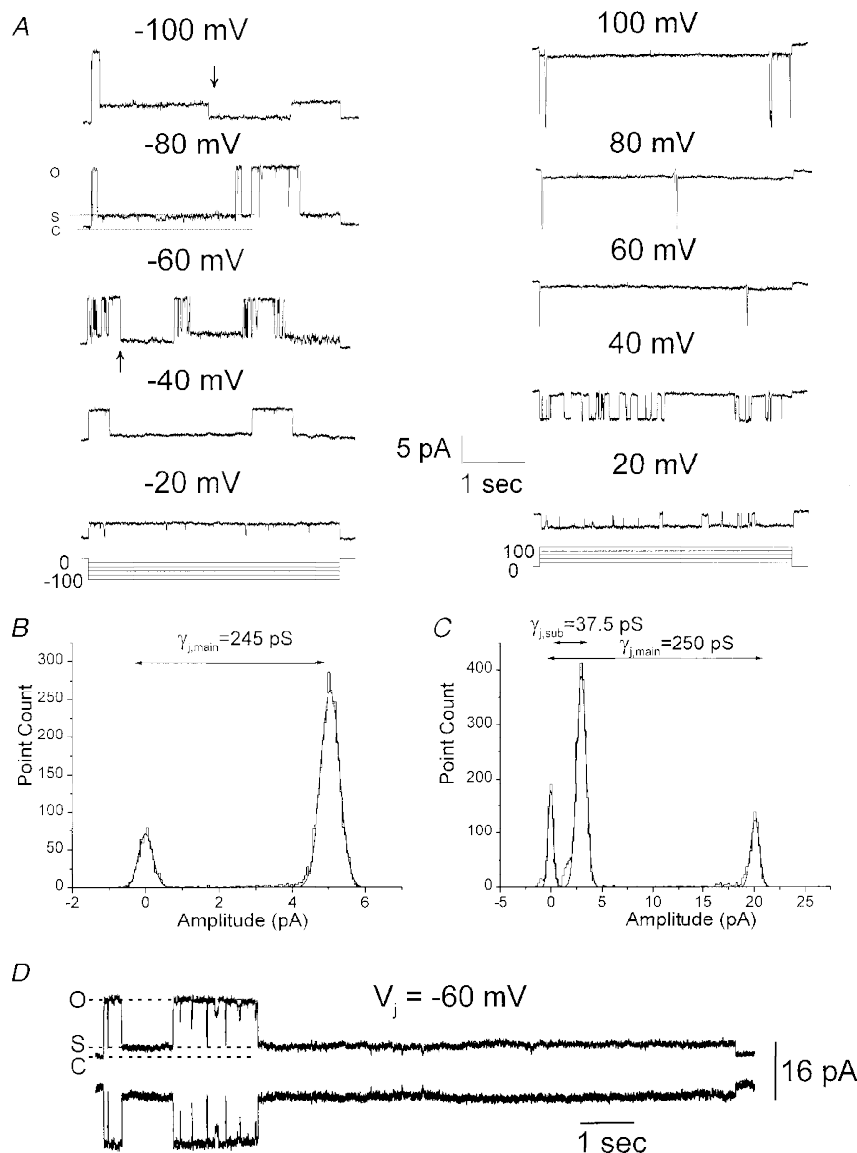 A
-100 mV
-80 mV
O
S
C
-60 mV
-40 mV
-20 mV
0
-100
100 mV
80 mV
60 mV
40 mV
5 pA
1 sec
20 mV
100
0
B
γj,main=245 pS
Point Count
300
250
200
150
100
50
0
-2 0 2 4 6
Amplitude (pA)
C
γj,sub=37.5 pS
γj,main=250 pS
Point Count
400
300
200
100
0
-5 0 5 10 15 20 25
Amplitude (pA)
D
Vj = -60 mV
O
S
C
16 pA
1 sec